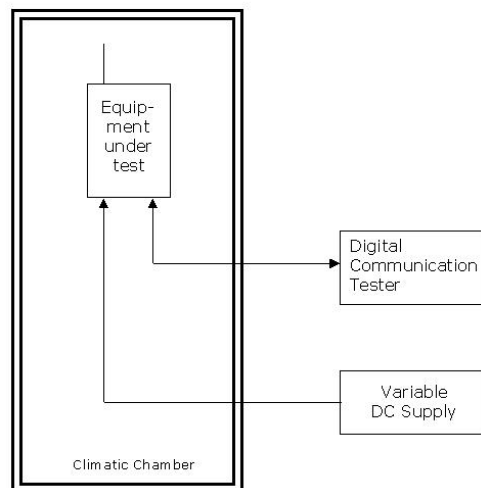 Equip-
ment
under
test
Digital
Communication
Tester
Variable
DC Supply
Climatic Chamber